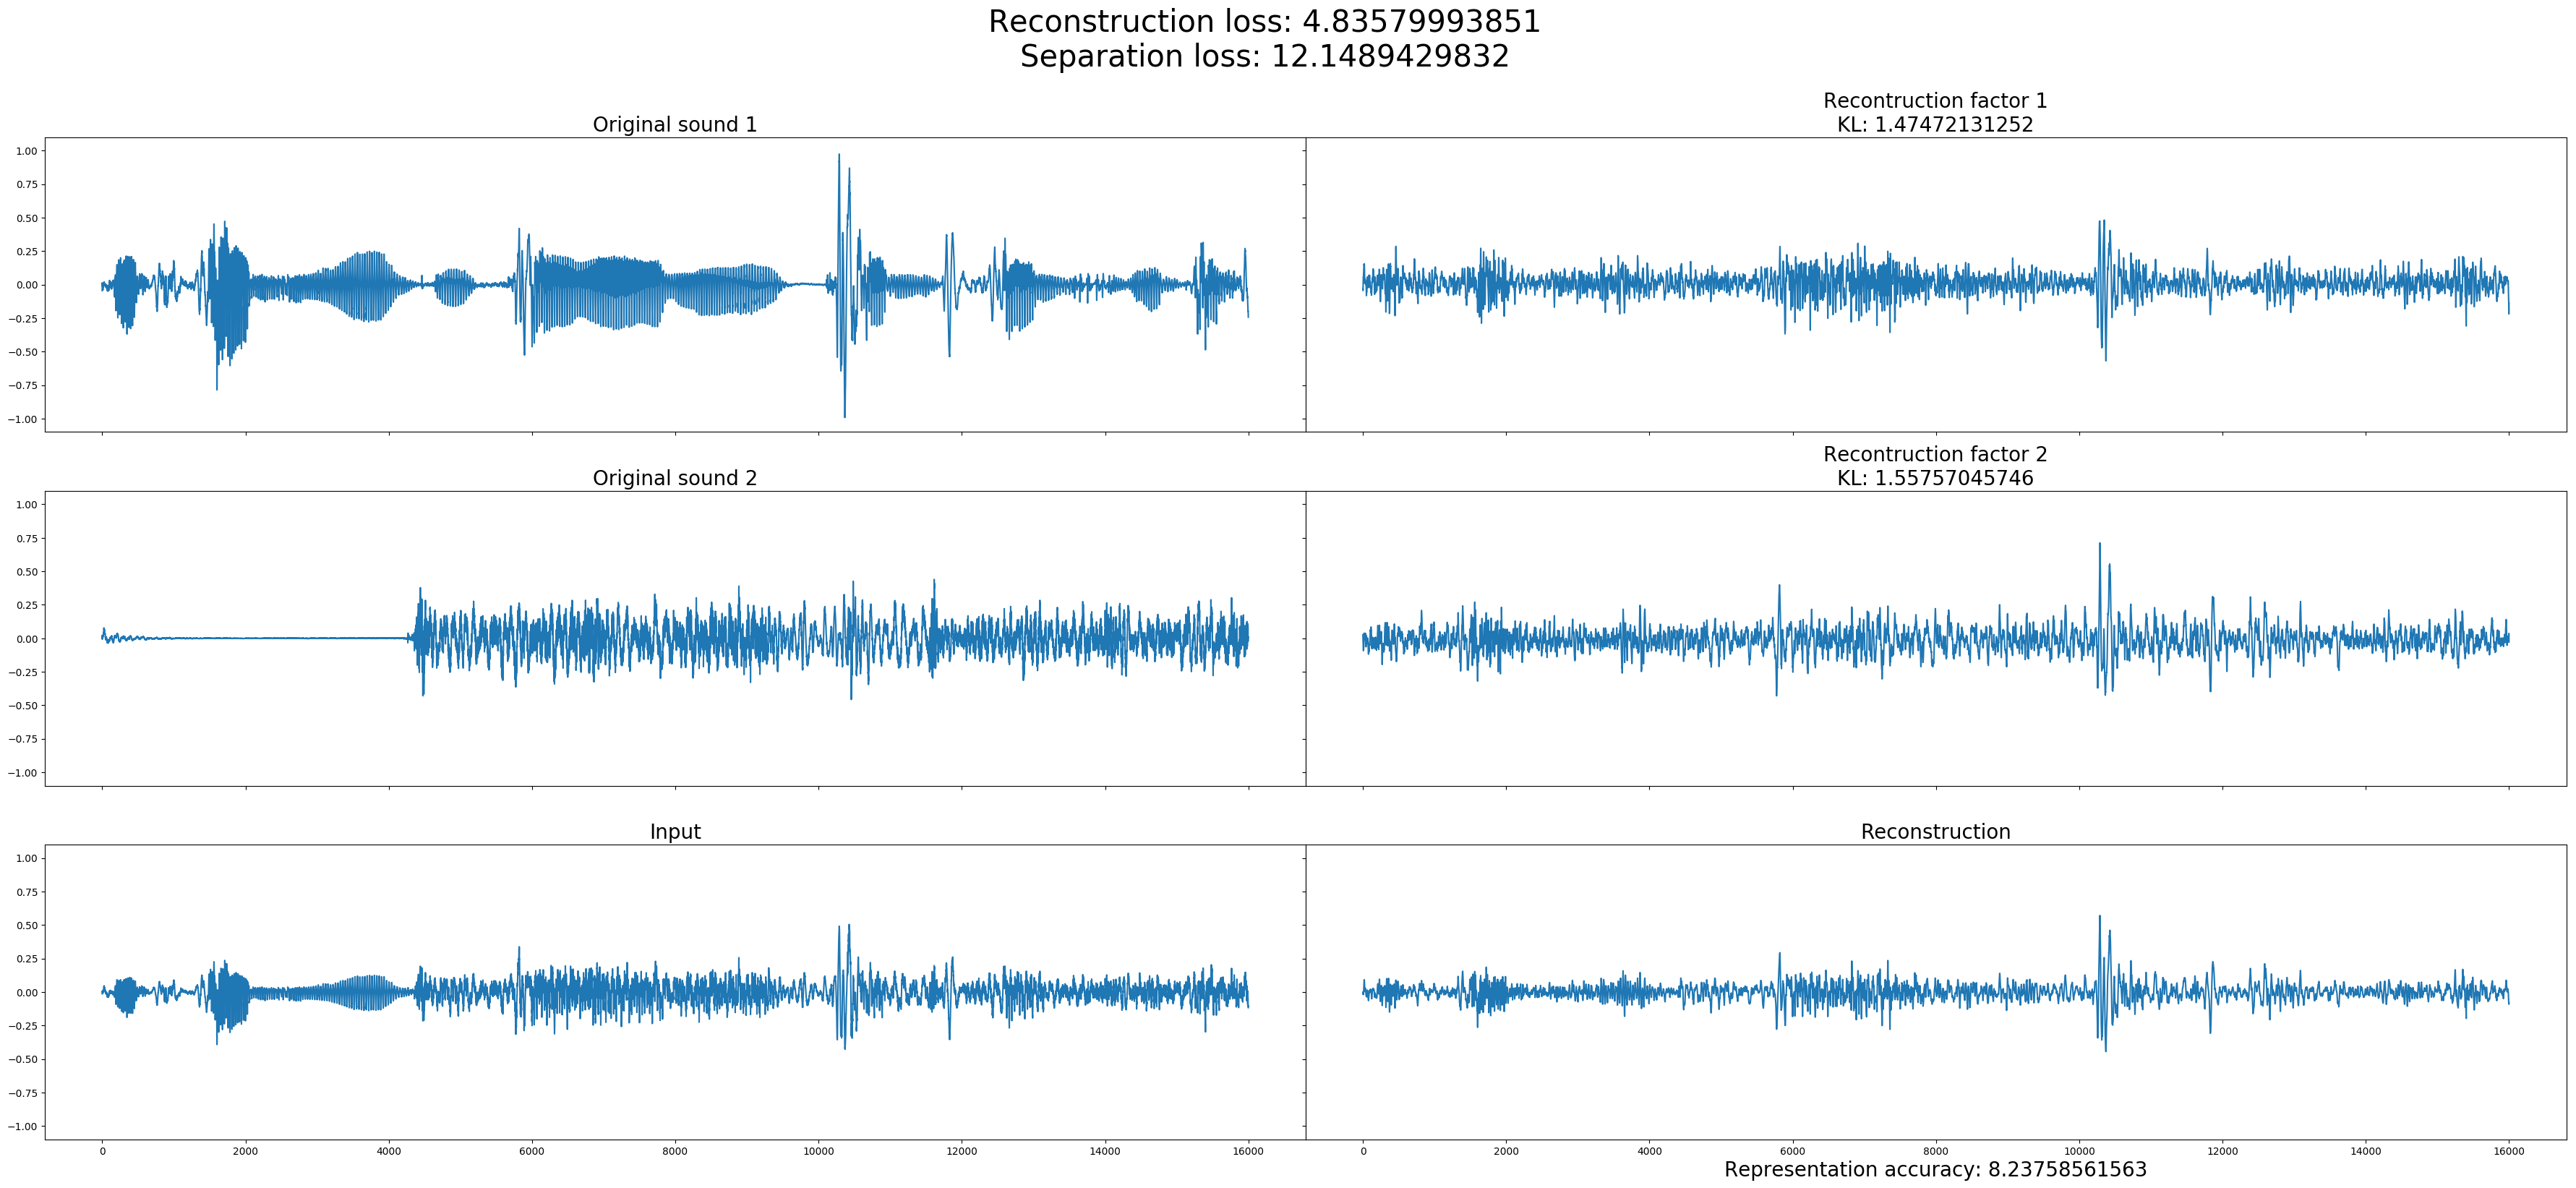 Reconstruction loss: 4.83579993851
Separation loss: 12.1489429832
Original sound 1
Recontruction factor 1
KL: 1.47472131252
1.00
0.75
0.50
0.25
0.00
−0.25
−0.50
−0.75
−1.00
Original sound 2
Recontruction factor 2
KL: 1.55757045746
1.00
0.75
0.50
0.25
0.00
−0.25
−0.50
−0.75
−1.00
Input
Reconstruction
1.00
0.75
0.50
0.25
0.00
−0.25
−0.50
−0.75
−1.00
0 2000 4000 6000 8000 10000 12000 14000 16000
0 2000 4000 6000 8000 10000 12000 14000 16000
Representation accuracy: 8.23758561563